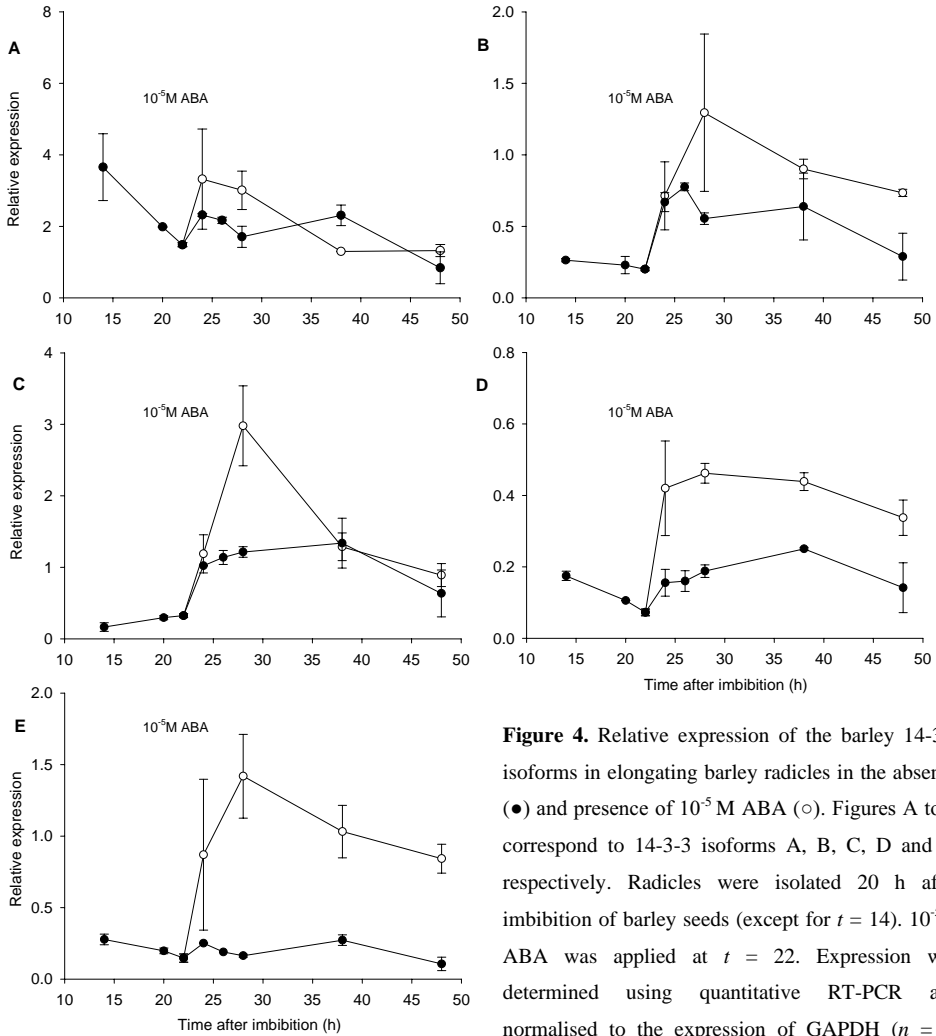 A
8
6
4
2
0
Relative expression
10⁻⁵M ABA
10 15 20 25 30 35 40 45 50
B
2.0
1.5
1.0
0.5
0.0
10⁻⁵M ABA
10 15 20 25 30 35 40 45 50
C
4
3
2
1
0
Relative expression
10⁻⁵M ABA
10 15 20 25 30 35 40 45 50
D
0.8
0.6
0.4
0.2
0.0
10⁻⁵M ABA
10 15 20 25 30 35 40 45 50
Time after imbibition (h)
E
2.0
1.5
1.0
0.5
0.0
Relative expression
10⁻⁵M ABA
10 15 20 25 30 35 40 45 50
Time after imbibition (h)
Figure 4. Relative expression of the barley 14-3
isoforms in elongating barley radicles in the absen
(●) and presence of 10⁻⁵ M ABA (○). Figures A to
correspond to 14-3-3 isoforms A, B, C, D and
respectively. Radicles were isolated 20 h af
imbibition of barley seeds (except for t = 14). 10⁻
ABA was applied at t = 22. Expression w
determined using quantitative RT-PCR a
normalised to the expression of GAPDH (n =